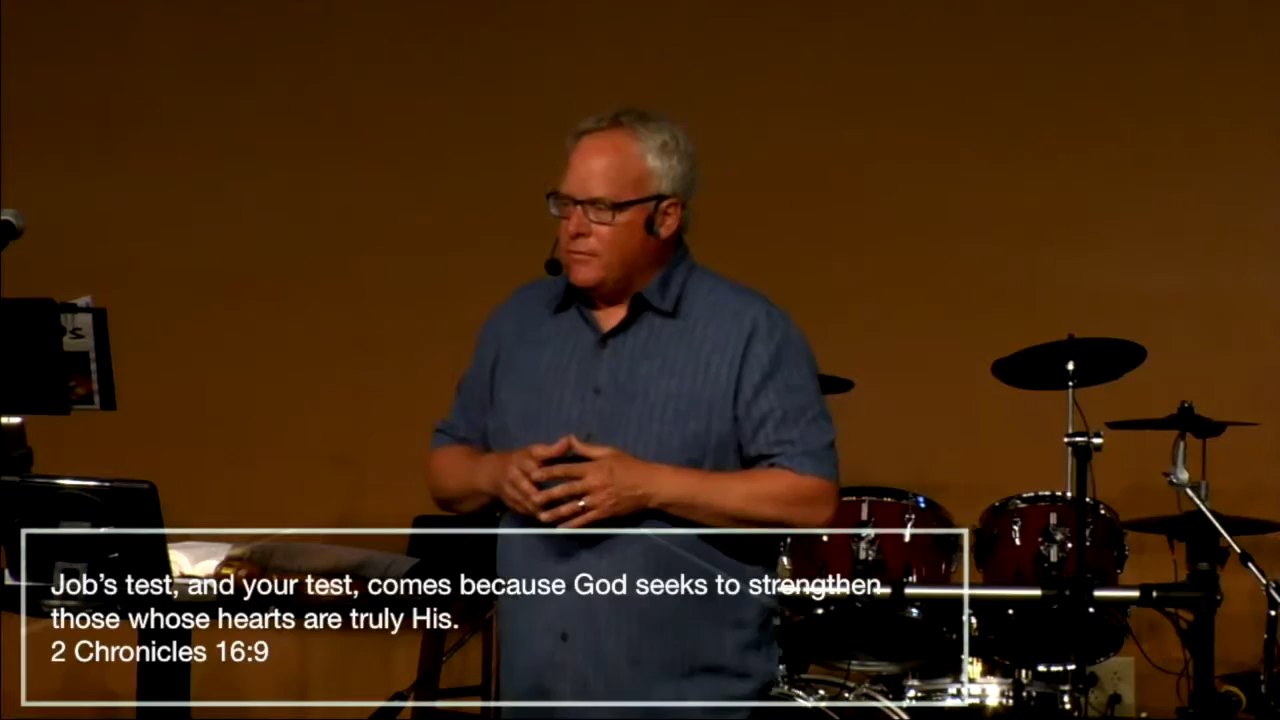 Job’s test, and your test, comes because God seeks to strengthen
those whose hearts are truly His.
2 Chronicles 16:9